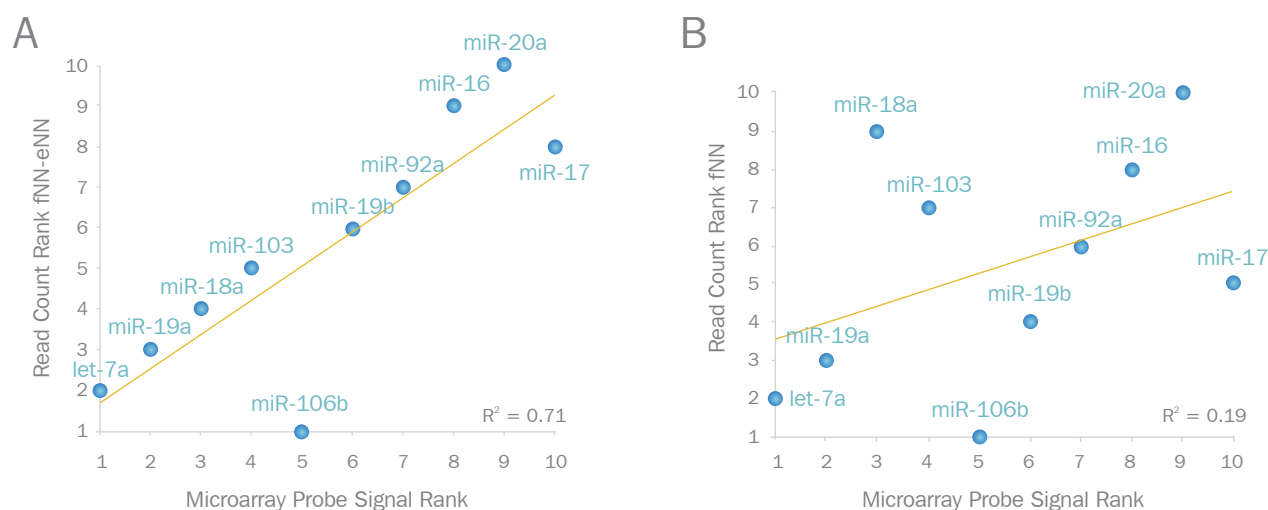 A
miR-20a
10
miR-16
9
8
miR-92a
miR-17
7
miR-19b
6
miR-103
5
miR-18a
4
miR-19a
3
let-7a
2
miR-106b
R² = 0.71
1
1 2 3 4 5 6 7 8 9 10
Microarray Probe Signal Rank
Read Count Rank fNN-eNN
B
10
miR-20a
miR-18a
9
miR-16
8
miR-103
7
miR-92a
6
miR-17
5
miR-19b
4
miR-19a
3
2
let-7a
miR-106b
R² = 0.19
1
1 2 3 4 5 6 7 8 9 10
Microarray Probe Signal Rank
Read Count Rank fNN